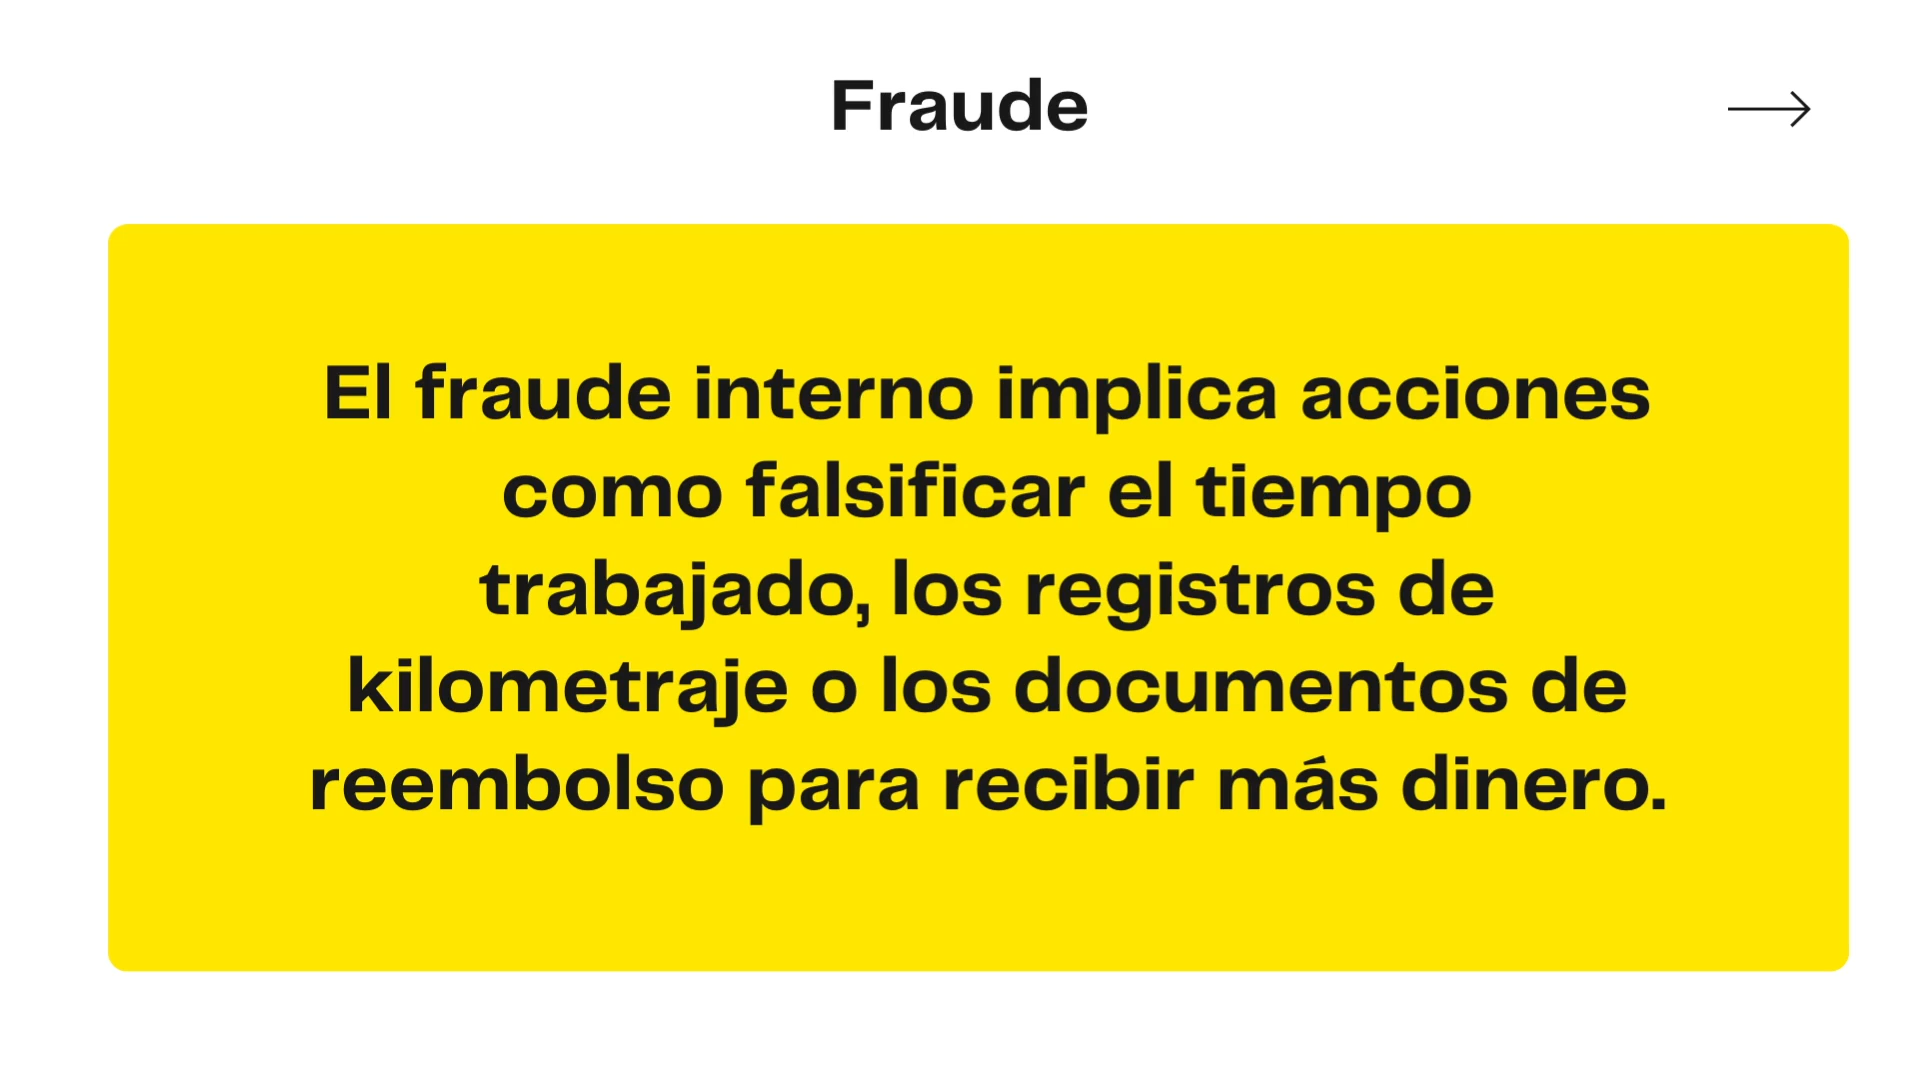 Fraude
El fraude interno implica acciones
como falsificar el tiempo
trabajado, los registros de
kilometraje o los documentos de
reembolso para recibir más dinero.